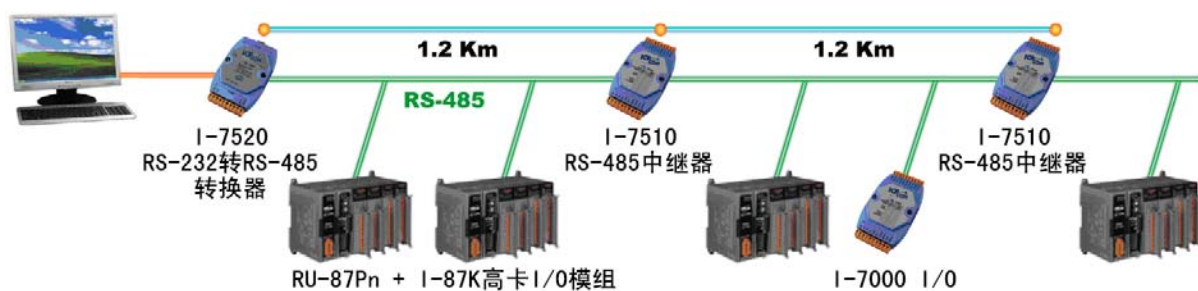 1.2 Km
1.2 Km
RS-485
I-7520
RS-232转RS-485
转换器
I-7510
RS-485中继器
I-7510
RS-485中继器
RU-87Pn + I-87K高卡I/O模组
I-7000 I/O